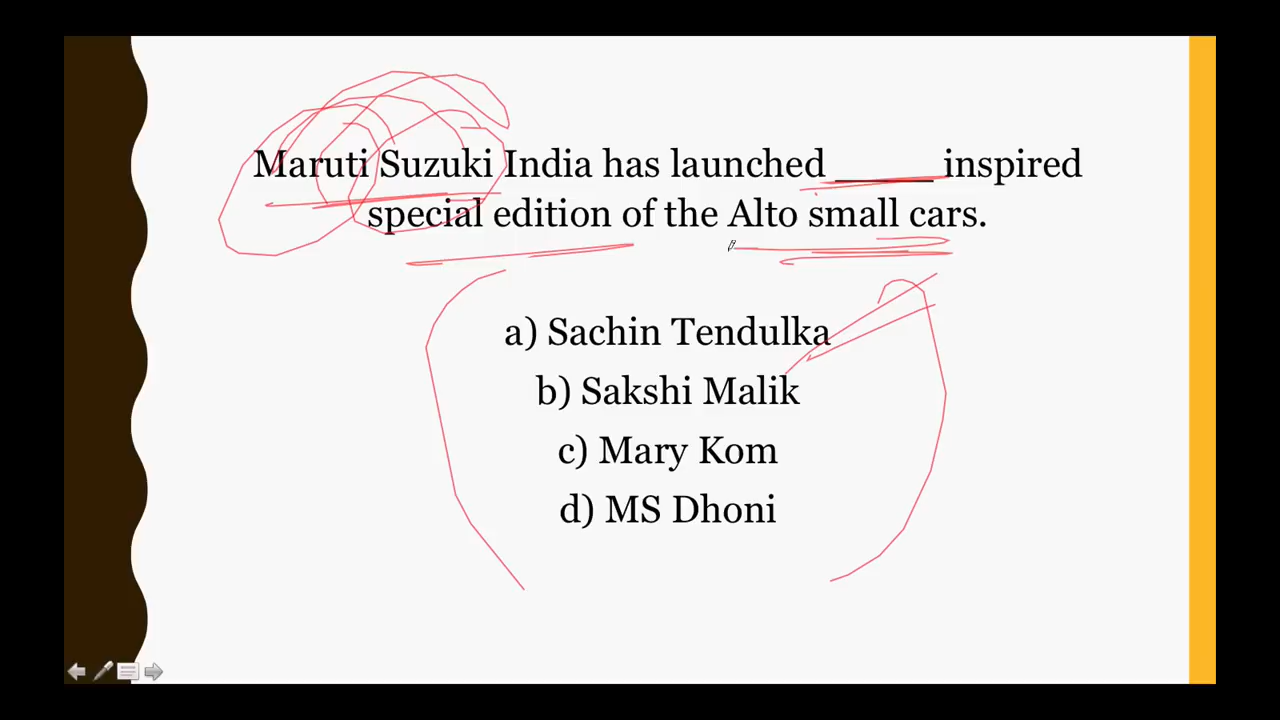 Maruti Suzuki India has launched _____ inspired
special edition of the Alto small cars.
a) Sachin Tendulka
b) Sakshi Malik
c) Mary Kom
d) MS Dhoni